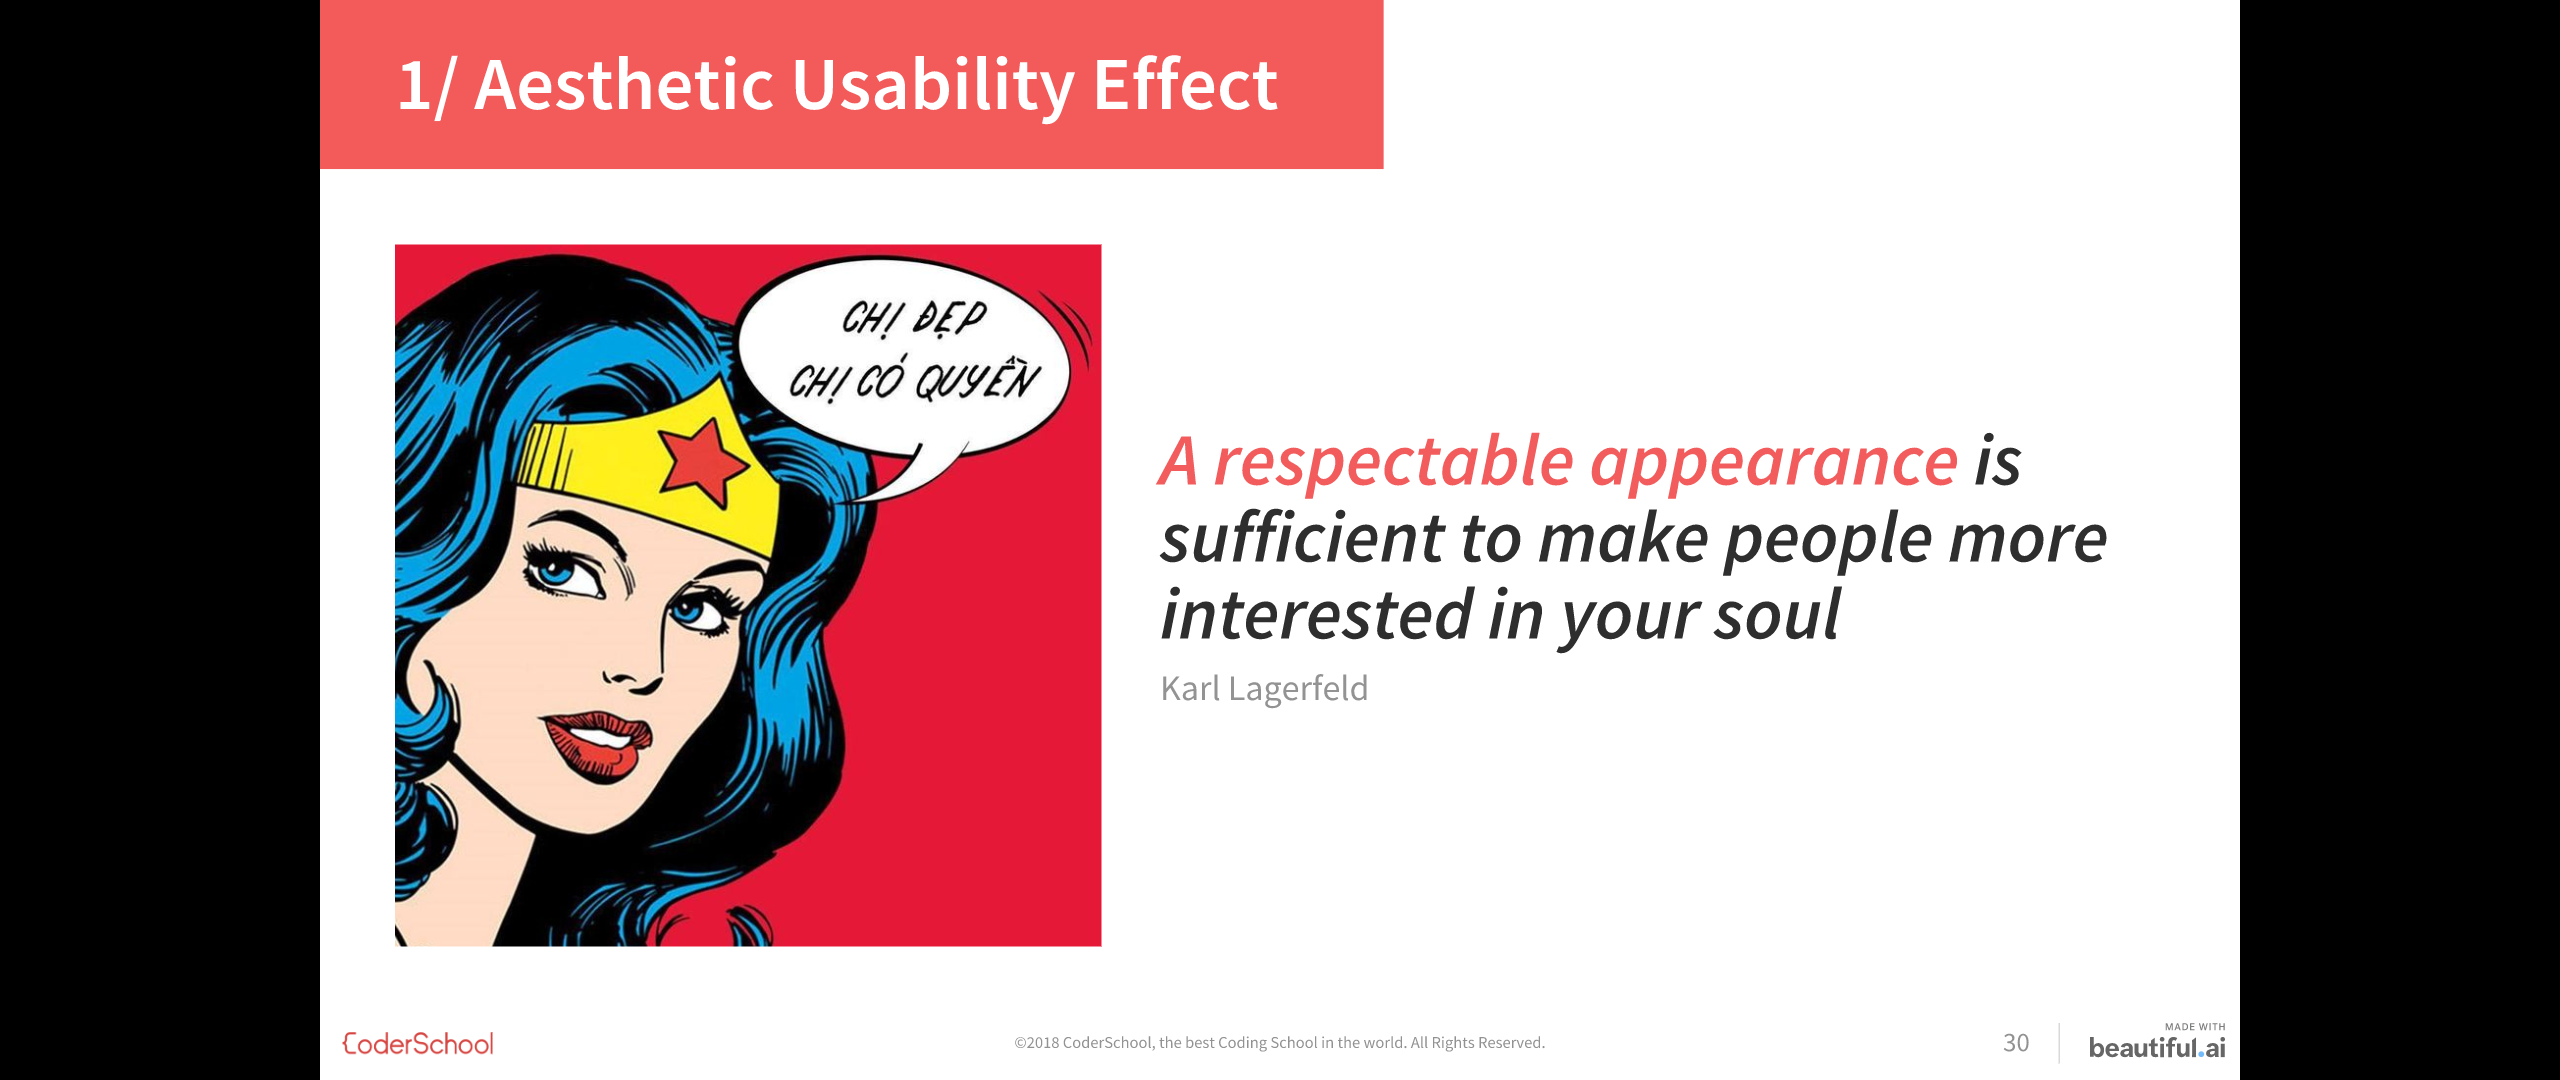 1/ Aesthetic Usability Effect
CHỊ ĐẸP
CHỊ CÓ QUYỀN
A respectable appearance is
sufficient to make people more
interested in your soul
Karl Lagerfeld
CoderSchool
©2018 CoderSchool, the best Coding School in the world. All Rights Reserved.
30
MADE WITH
beautiful.ai